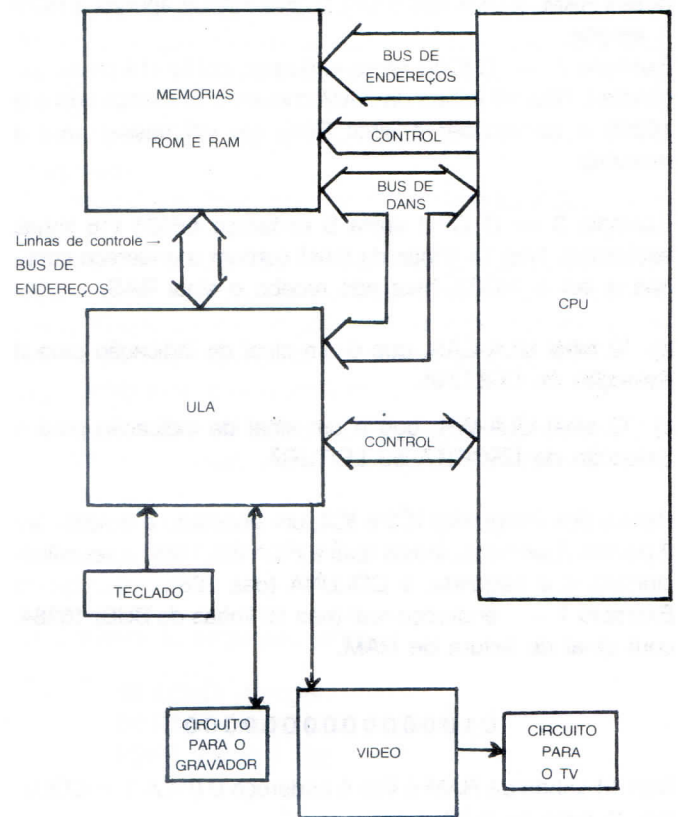 BUS DE
ENDEREÇOS
MEMORIAS
ROM E RAM
CONTROL
BUS DE
DANS
Linhas de controle →
BUS DE
ENDEREÇOS
CPU
ULA
CONTROL
TECLADO
CIRCUITO
PARA O
GRAVADOR
VIDEO
CIRCUITO
PARA
O TV